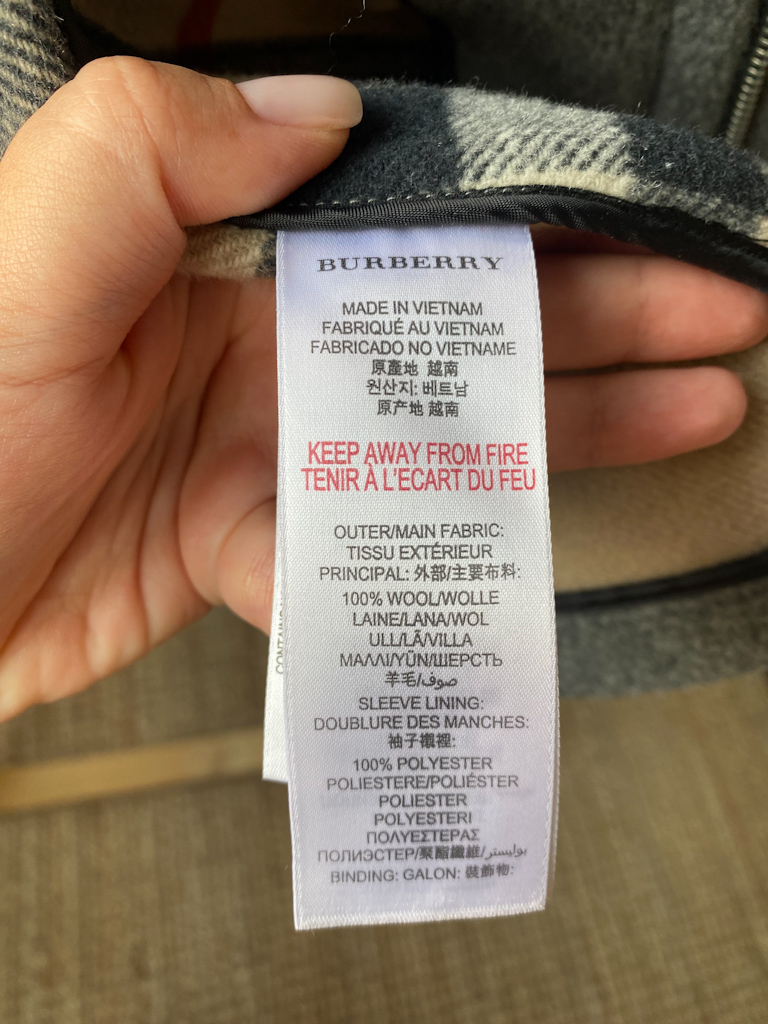 BURBERRY
MADE IN VIETNAM
FABRIQUÉ AU VIETNAM
FABRICADO NO VIETNAME
原產地 越南
원산지: 베트남
原产地 越南
KEEP AWAY FROM FIRE
TENIR À L'ECART DU FEU
OUTER/MAIN FABRIC:
TISSU EXTÉRIEUR
PRINCIPAL: 外部/主要布料:
100% WOOL/WOLLE
LAINE/LANA/WOL
ULL/LÃ/VILLA
ΜΑΛΛΙ/YÜN/ШЕРСТЬ
羊毛/صوف
SLEEVE LINING:
DOUBLURE DES MANCHES:
袖子襯裡:
100% POLYESTER
POLIESTERE/POLIÉSTER
POLIESTER
POLYESTERI
ΠΟΛΥΕΣΤΕΡΑΣ
ПОЛИЭСТЕР/聚酯纖維/بوليستر
BINDING: GALON: 裝飾物: